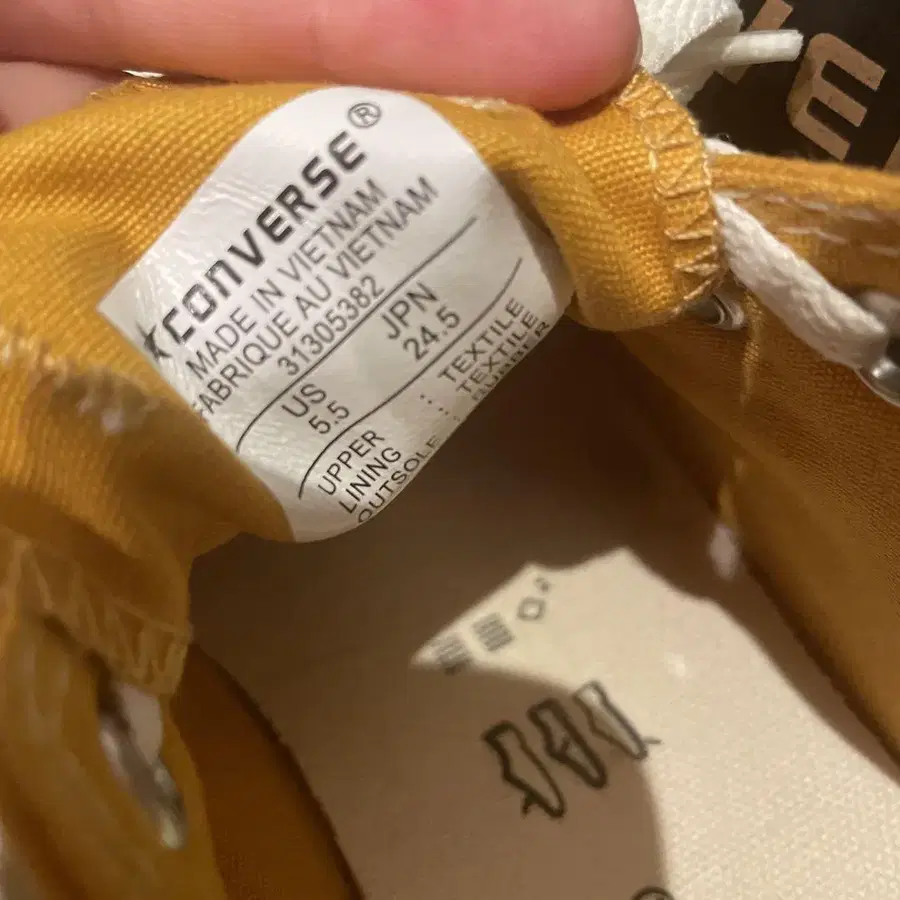 CONVERSE®
MADE IN VIETNAM
FABRIQUE AU VIETNAM
31305382
US JPN
5.5 24.5
UPPER : TEXTILE
LINING : TEXTILE
OUTSOLE : RUBBER